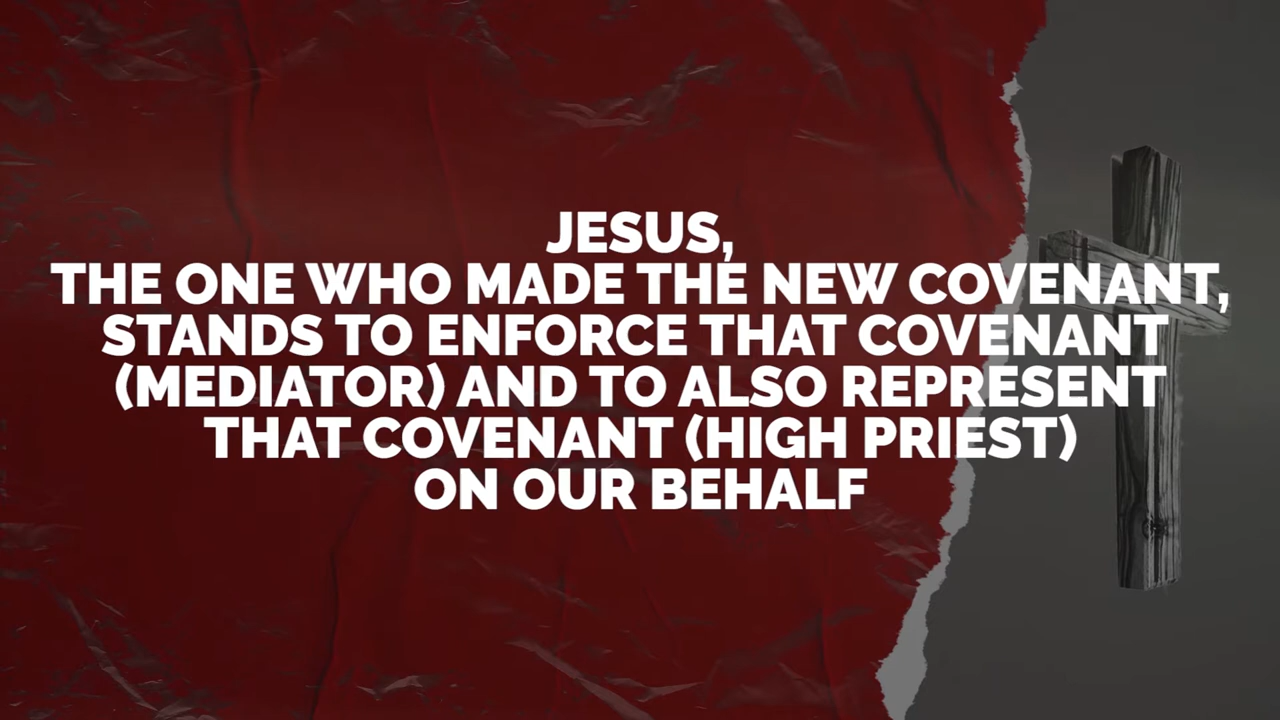 JESUS,
THE ONE WHO MADE THE NEW COVENANT,
STANDS TO ENFORCE THAT COVENANT
(MEDIATOR) AND TO ALSO REPRESENT
THAT COVENANT (HIGH PRIEST)
ON OUR BEHALF